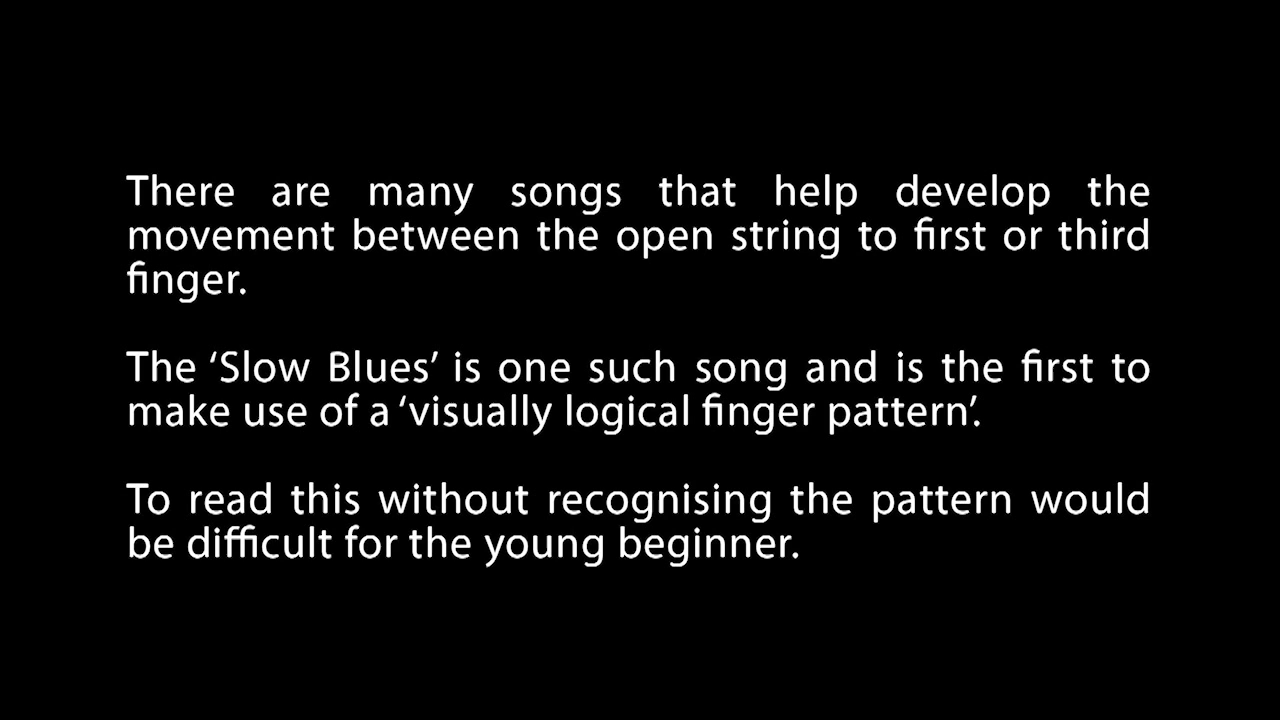 There are many songs that help develop the
movement between the open string to first or third
finger.
The ‘Slow Blues’ is one such song and is the first to
make use of a ‘visually logical finger pattern’.
To read this without recognising the pattern would
be difficult for the young beginner.